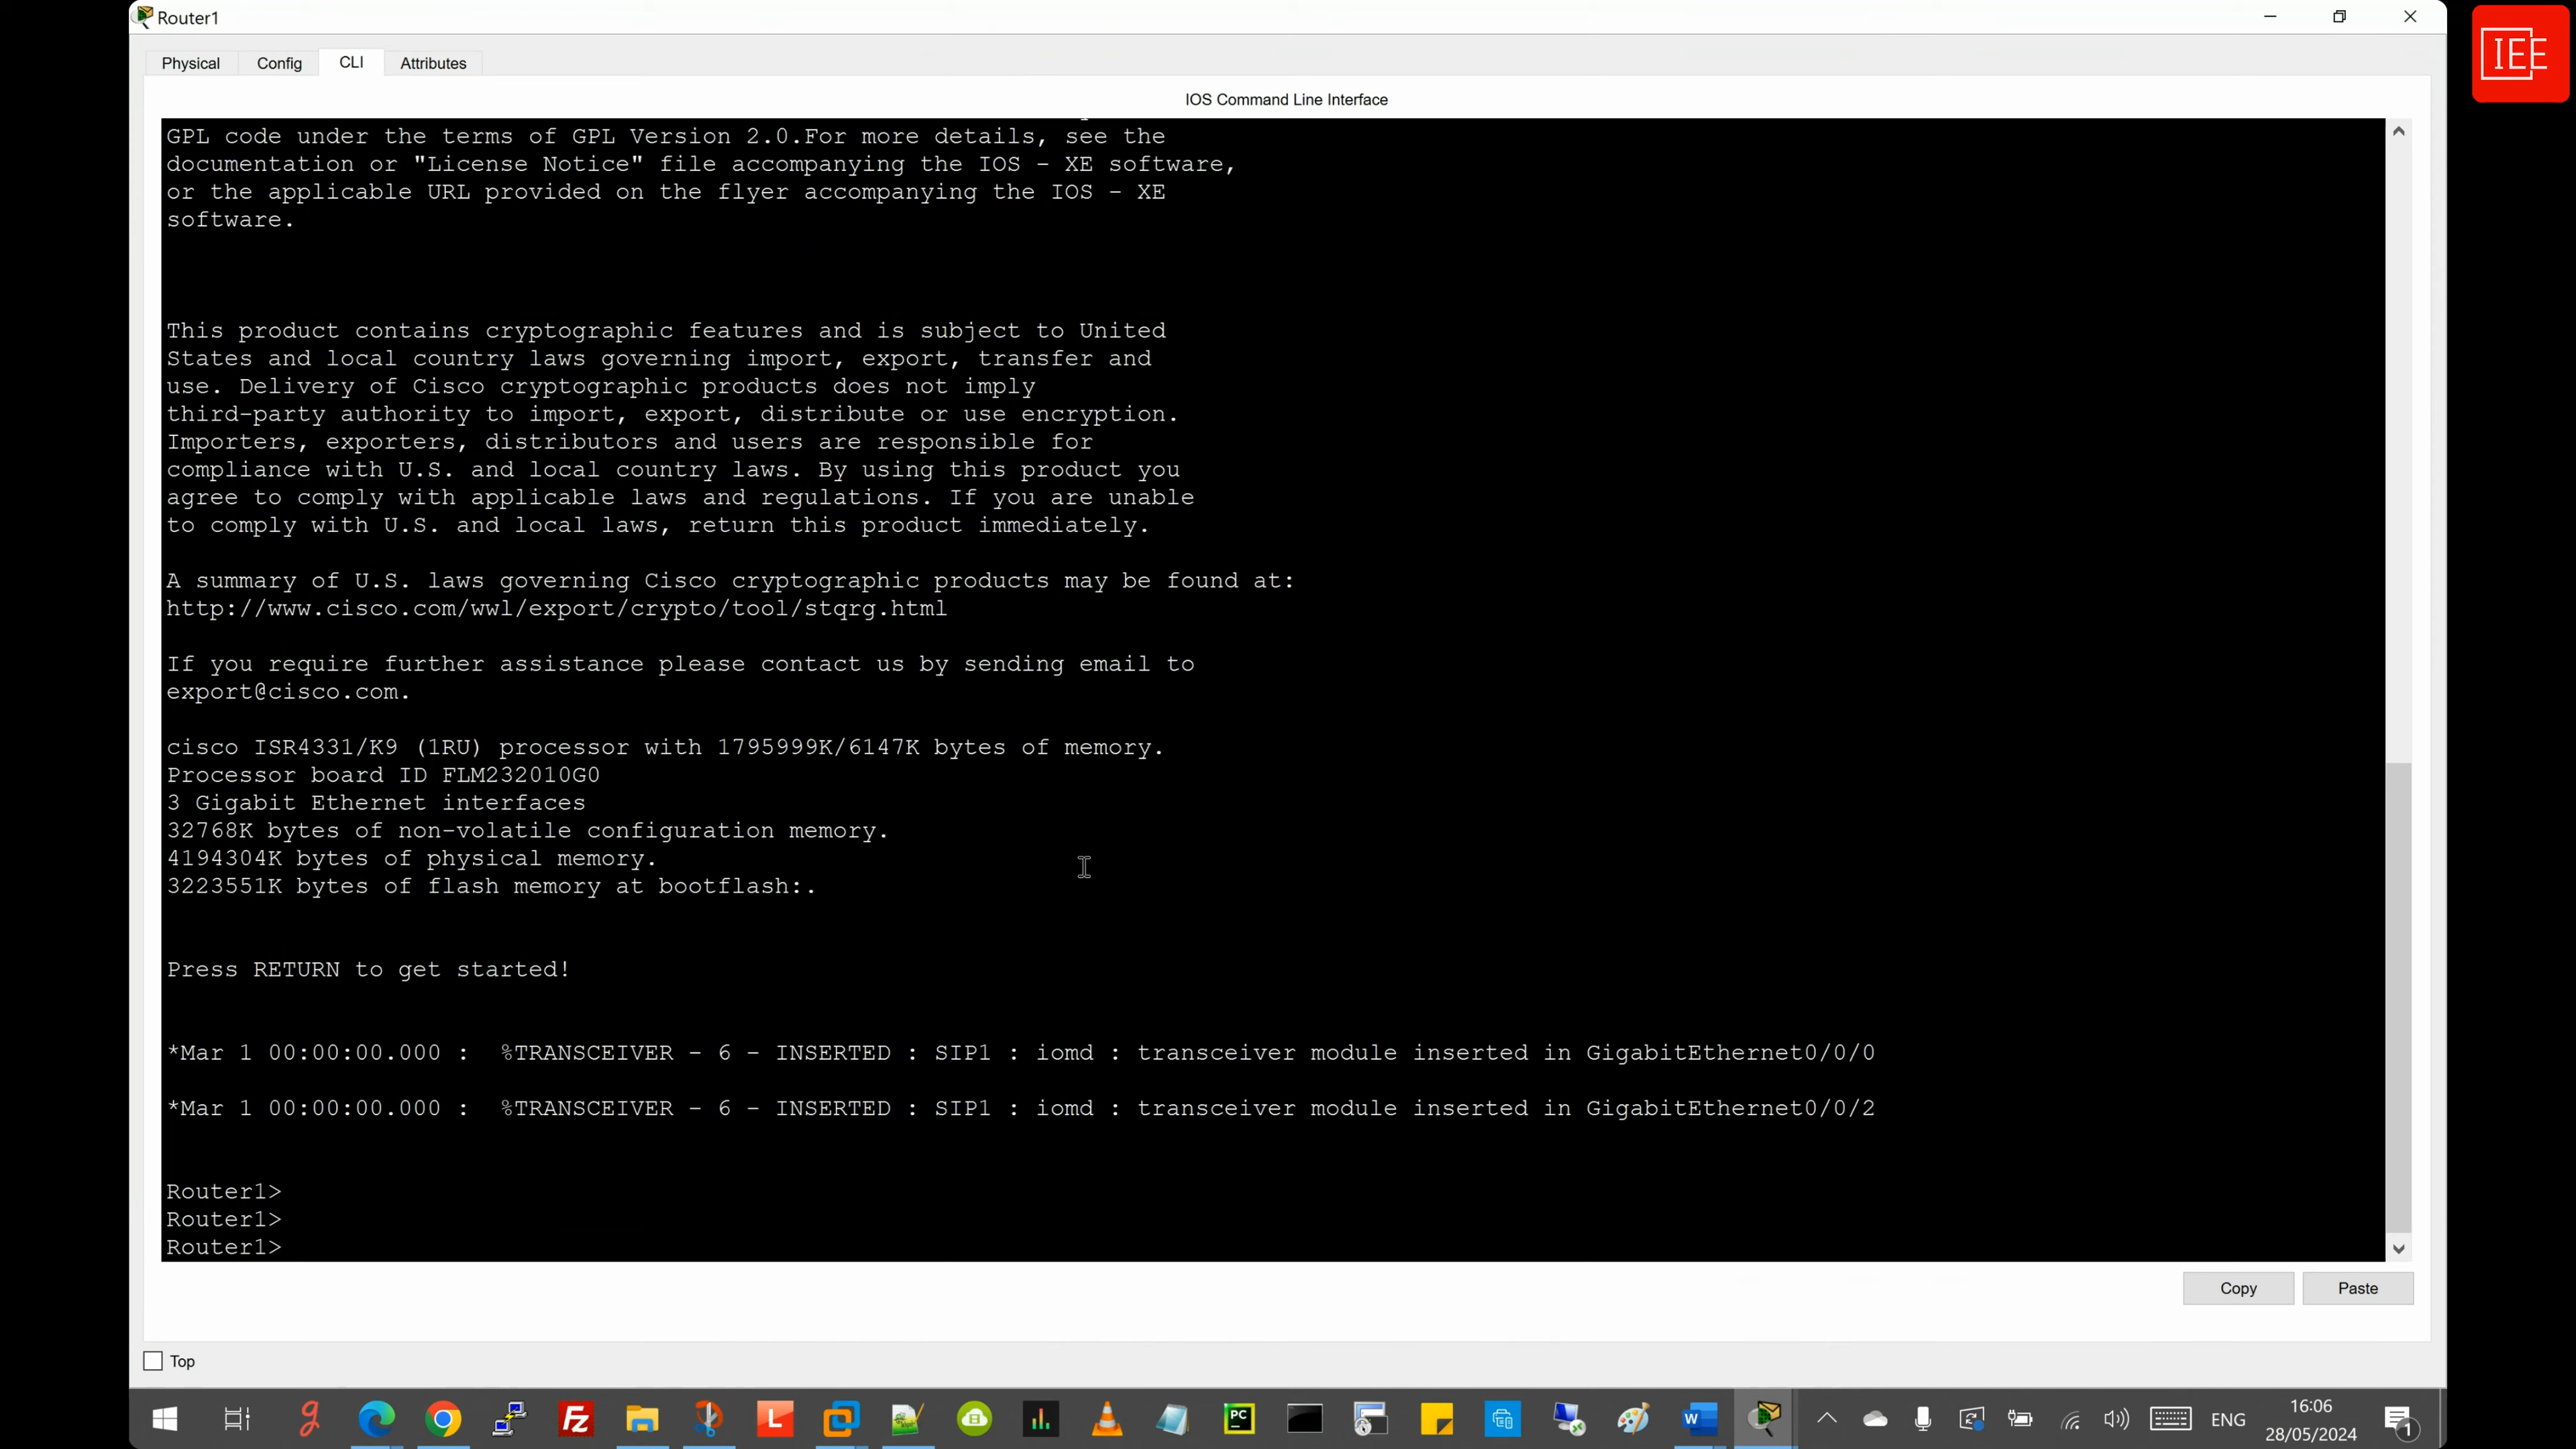 Router1
IEE
Physical Config CLI Attributes
IOS Command Line Interface
GPL code under the terms of GPL Version 2.0.For more details, see the
documentation or "License Notice" file accompanying the IOS - XE software,
or the applicable URL provided on the flyer accompanying the IOS - XE
software.
This product contains cryptographic features and is subject to United
States and local country laws governing import, export, transfer and
use. Delivery of Cisco cryptographic products does not imply
third-party authority to import, export, distribute or use encryption.
Importers, exporters, distributors and users are responsible for
compliance with U.S. and local country laws. By using this product you
agree to comply with applicable laws and regulations. If you are unable
to comply with U.S. and local laws, return this product immediately.
A summary of U.S. laws governing Cisco cryptographic products may be found at:
http://www.cisco.com/wwl/export/crypto/tool/stqrg.html
If you require further assistance please contact us by sending email to
export@cisco.com.
cisco ISR4331/K9 (1RU) processor with 1795999K/6147K bytes of memory.
Processor board ID FLM232010G0
3 Gigabit Ethernet interfaces
32768K bytes of non-volatile configuration memory.
4194304K bytes of physical memory.
3223551K bytes of flash memory at bootflash:.
Press RETURN to get started!
*Mar 1 00:00:00.000 : %TRANSCEIVER - 6 - INSERTED : SIP1 : iomd : transceiver module inserted in GigabitEthernet0/0/0
*Mar 1 00:00:00.000 : %TRANSCEIVER - 6 - INSERTED : SIP1 : iomd : transceiver module inserted in GigabitEthernet0/0/2
Router1>
Router1>
Router1>
Copy Paste
Top
ENG
16:06
28/05/2024
1